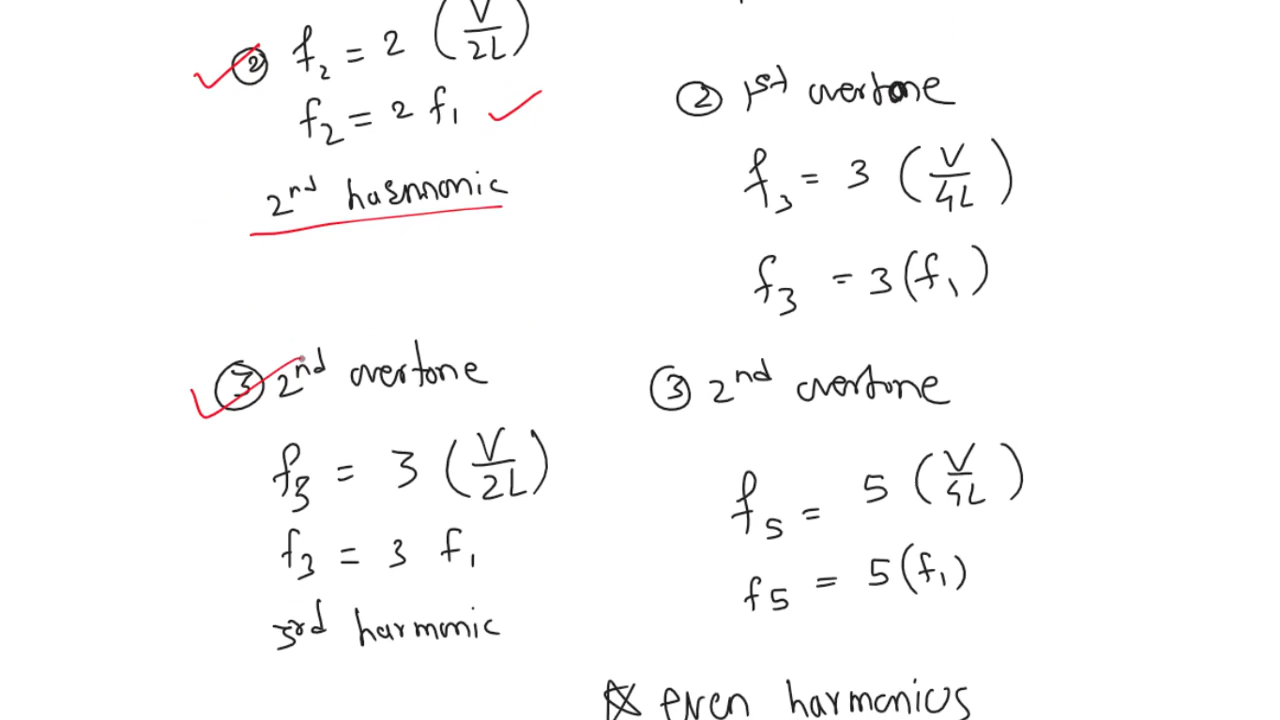 ② f₂ = 2 (V/2L)
f₂ = 2 f₁
2nd harmonic
③ 2nd overtone
f₃ = 3 (V/2L)
f₃ = 3 f₁
3rd harmonic
② 1st overtone
f₃ = 3 (V/4L)
f₃ = 3(f₁)
③ 2nd overtone
f₅ = 5 (V/4L)
f₅ = 5(f₁)
even harmonics